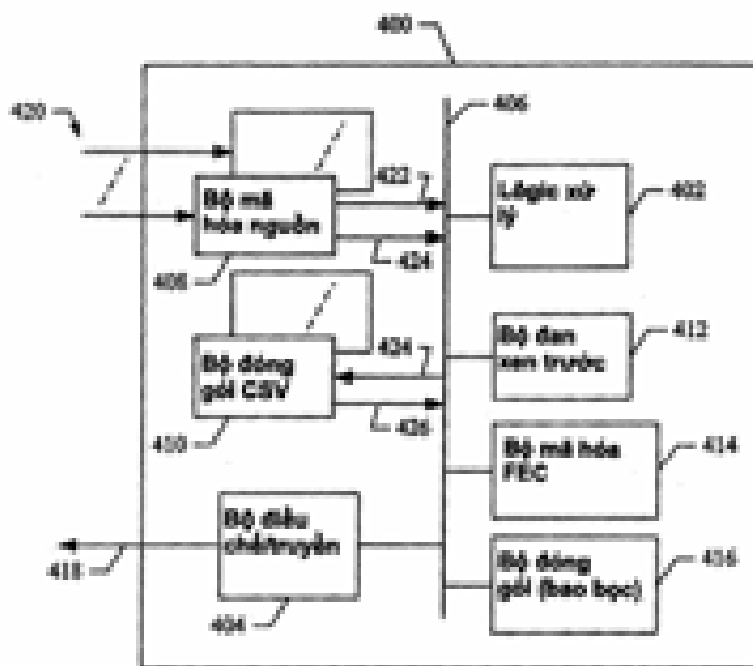 400
420
406
422
Bộ mã
hóa nguồn
Lôgic xử
lý
402
424
408
Bộ đóng
gói CSV
424
426
410
Bộ đan
xen trước
412
Bộ mã hóa
FEC
414
Bộ điều
chế/truyền
418
404
Bộ đóng
gói (bao bọc)
416